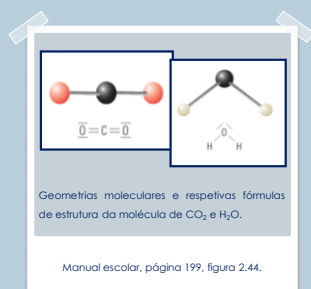 O=C=O
O
H H
Geometrias moleculares e respetivas fórmulas
de estrutura da molécula de CO₂ e H₂O.
Manual escolar, página 199, figura 2.44.